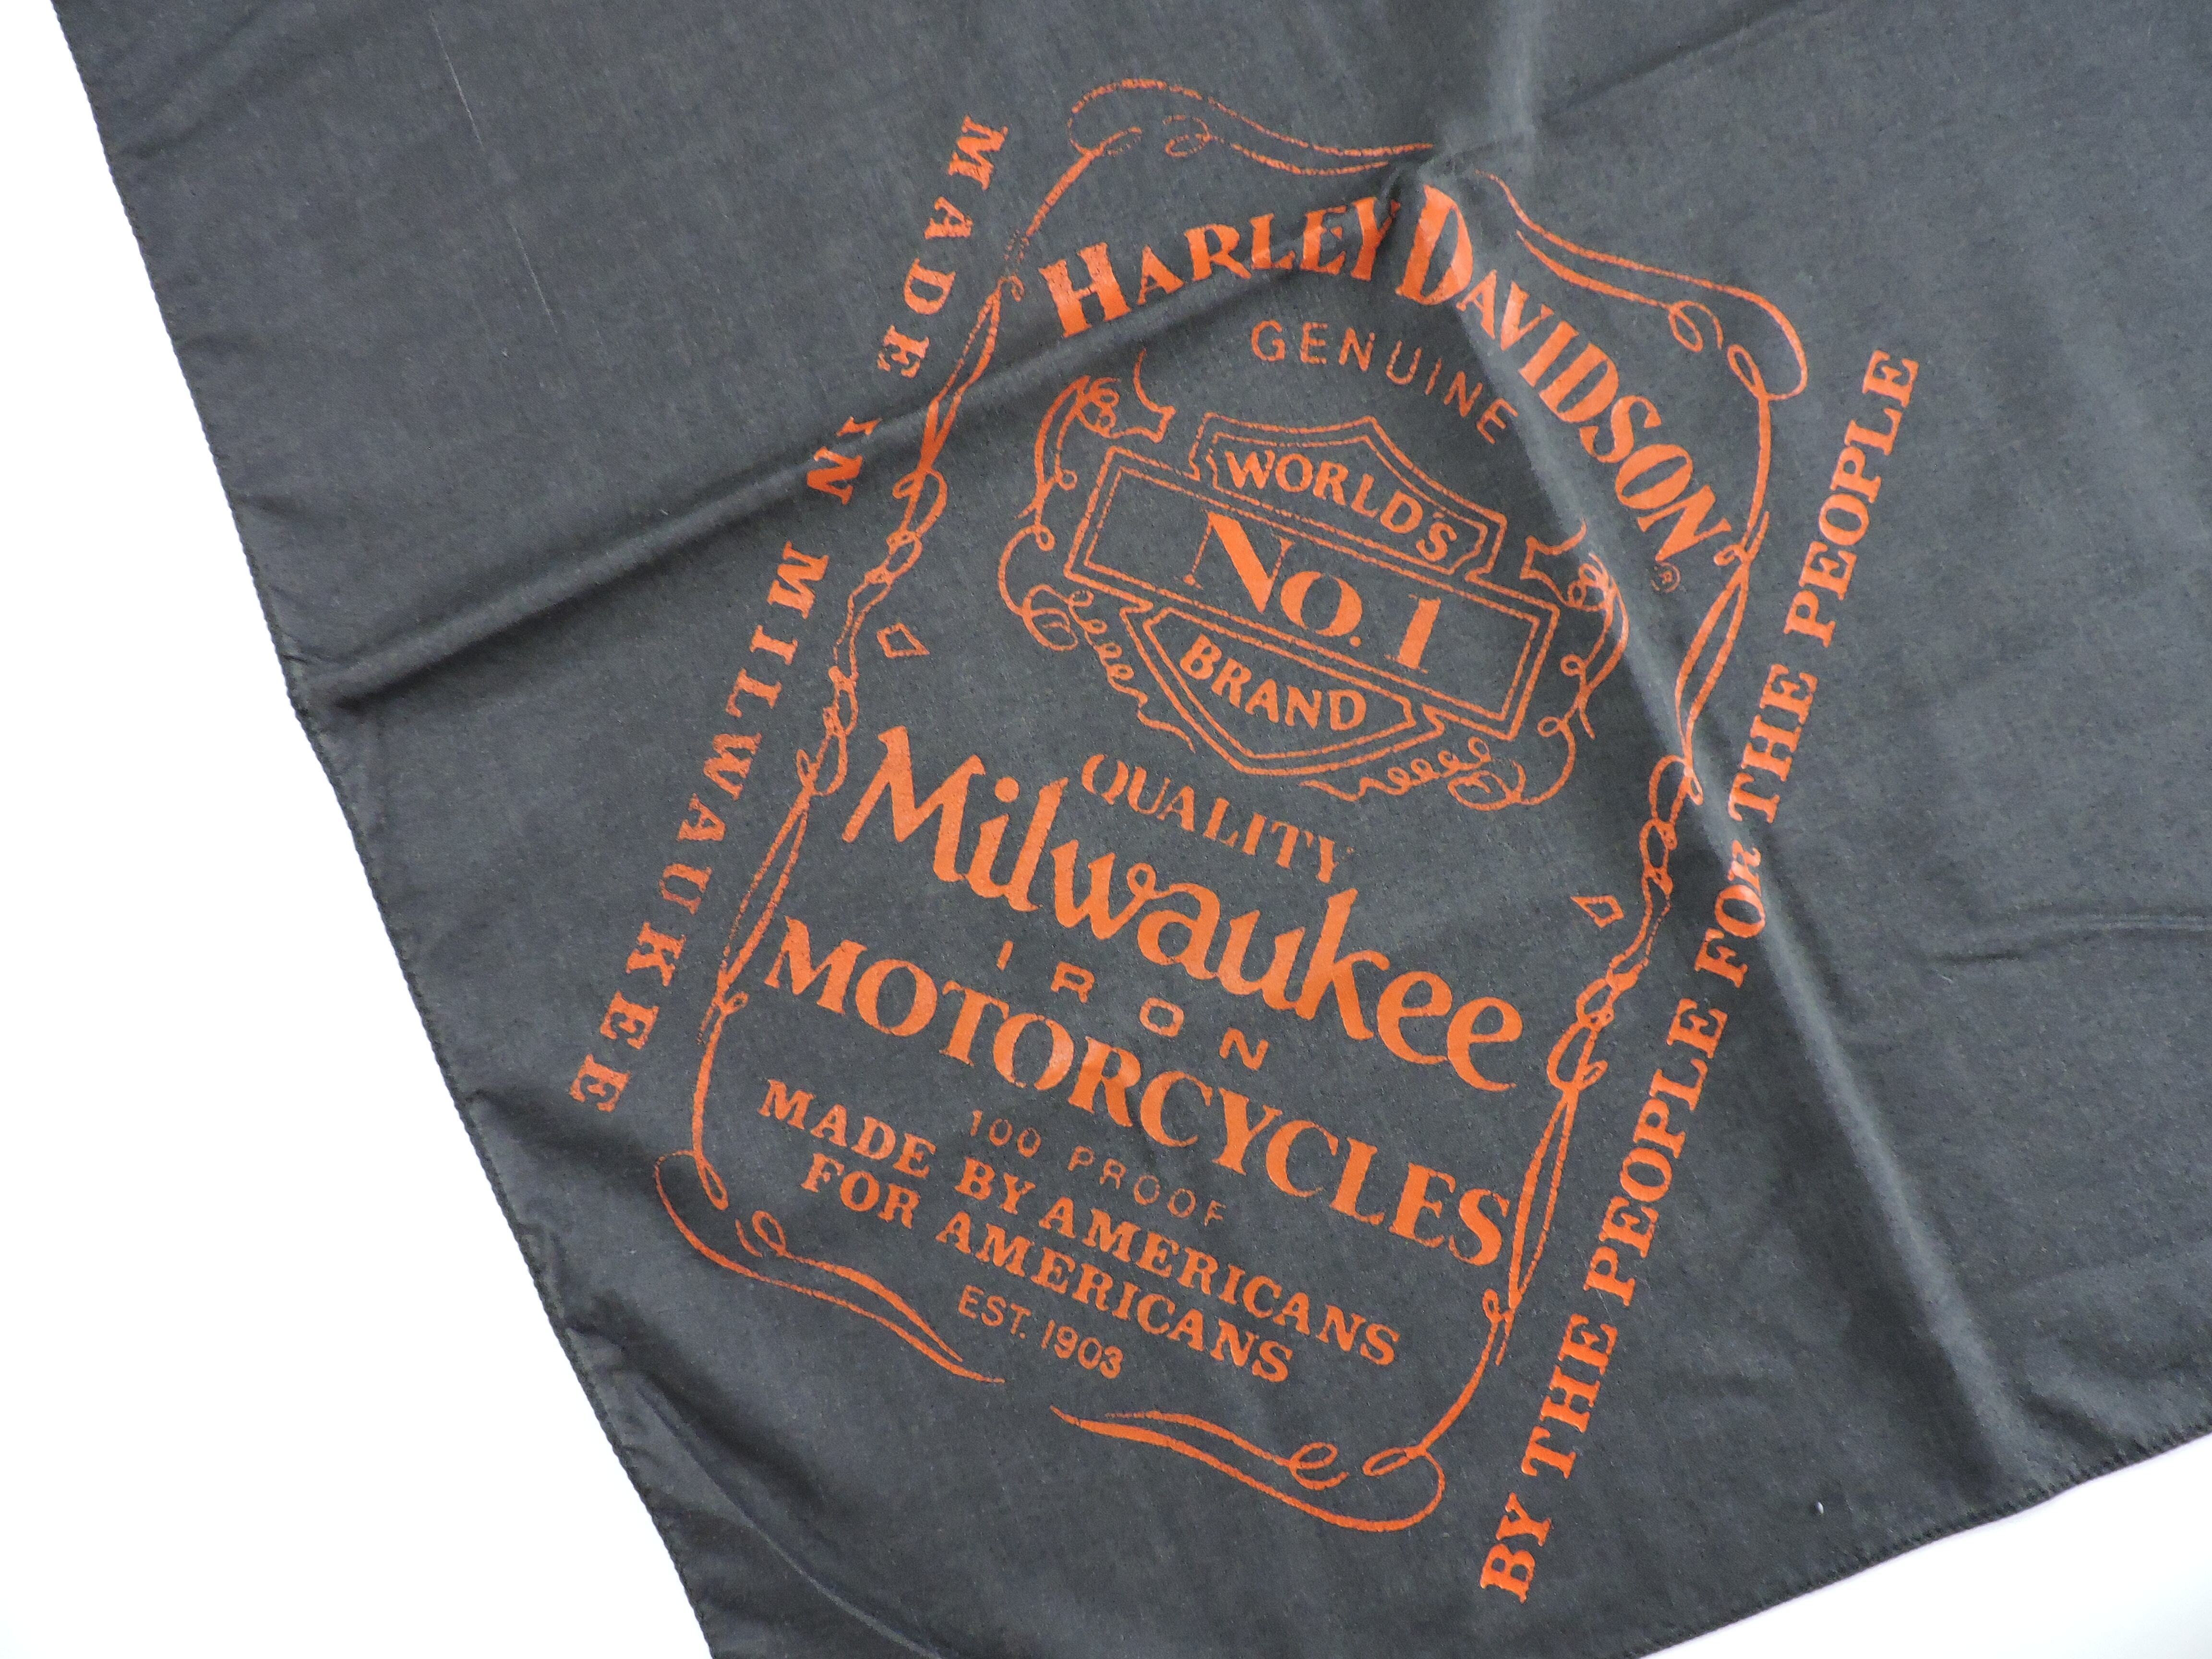 HARLEY DAVIDSON ®
GENUINE
WORLD'S
No. 1
BRAND
QUALITY
Milwaukee
IRON
MOTORCYCLES
100 PROOF
MADE BY AMERICANS
FOR AMERICANS
EST. 1903
MADE IN MILWAUKEE
BY THE PEOPLE FOR THE PEOPLE